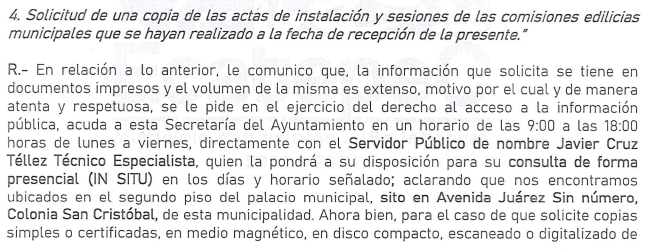 4. Solicitud de una copia de las actas de instalación y sesiones de las comisiones edilicias
municipales que se hayan realizado a la fecha de recepción de la presente."
R.- En relación a lo anterior, le comunico que, la información que solicita se tiene en
documentos impresos y el volumen de la misma es extenso, motivo por el cual y de manera
atenta y respetuosa, se le pide en el ejercicio del derecho al acceso a la información
pública, acuda a esta Secretaría del Ayuntamiento en un horario de las 9:00 a las 18:00
horas de lunes a viernes, directamente con el Servidor Público de nombre Javier Cruz
Téllez Técnico Especialista, quien la pondrá a su disposición para su consulta de forma
presencial (IN SITU) en los días y horario señalado; aclarando que nos encontramos
ubicados en el segundo piso del palacio municipal, sito en Avenida Juárez Sin número,
Colonia San Cristóbal, de esta municipalidad. Ahora bien, para el caso de que solicite copias
simples o certificadas, en medio magnético, en disco compacto, escaneado o digitalizado de